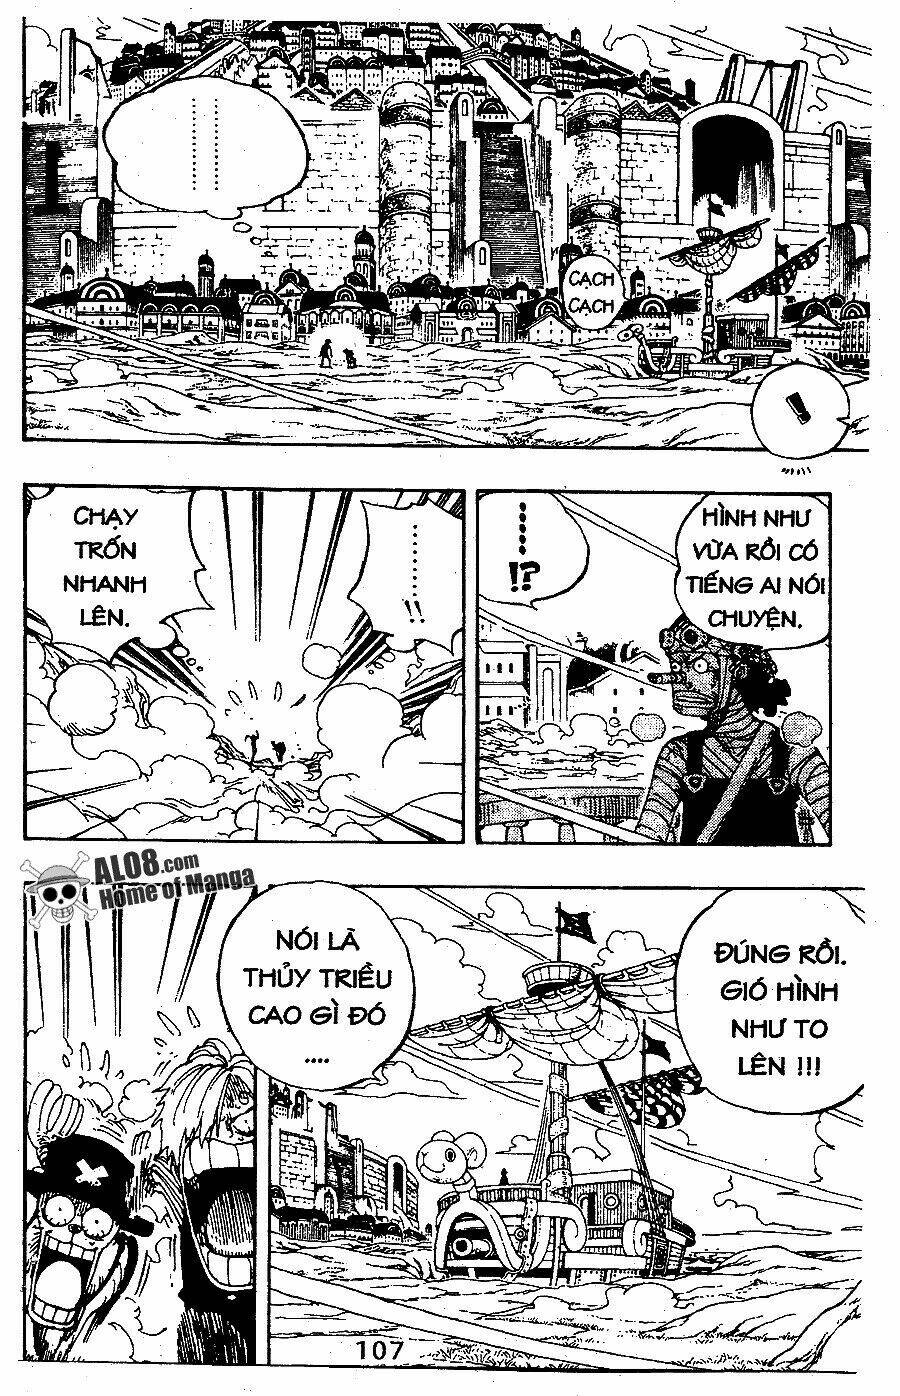 CẠCH
CẠCH
!
HÌNH NHƯ
VỪA RỒI CÓ
TIẾNG AI NÓI
CHUYỆN.
......!?
......!!
CHẠY
TRỐN
NHANH
LÊN.
ALO8.com
Home of Manga
ĐÚNG RỒI.
GIÓ HÌNH
NHƯ TO
LÊN !!!
NÓI LÀ
THỦY TRIỀU
CAO GÌ ĐÓ
....
107